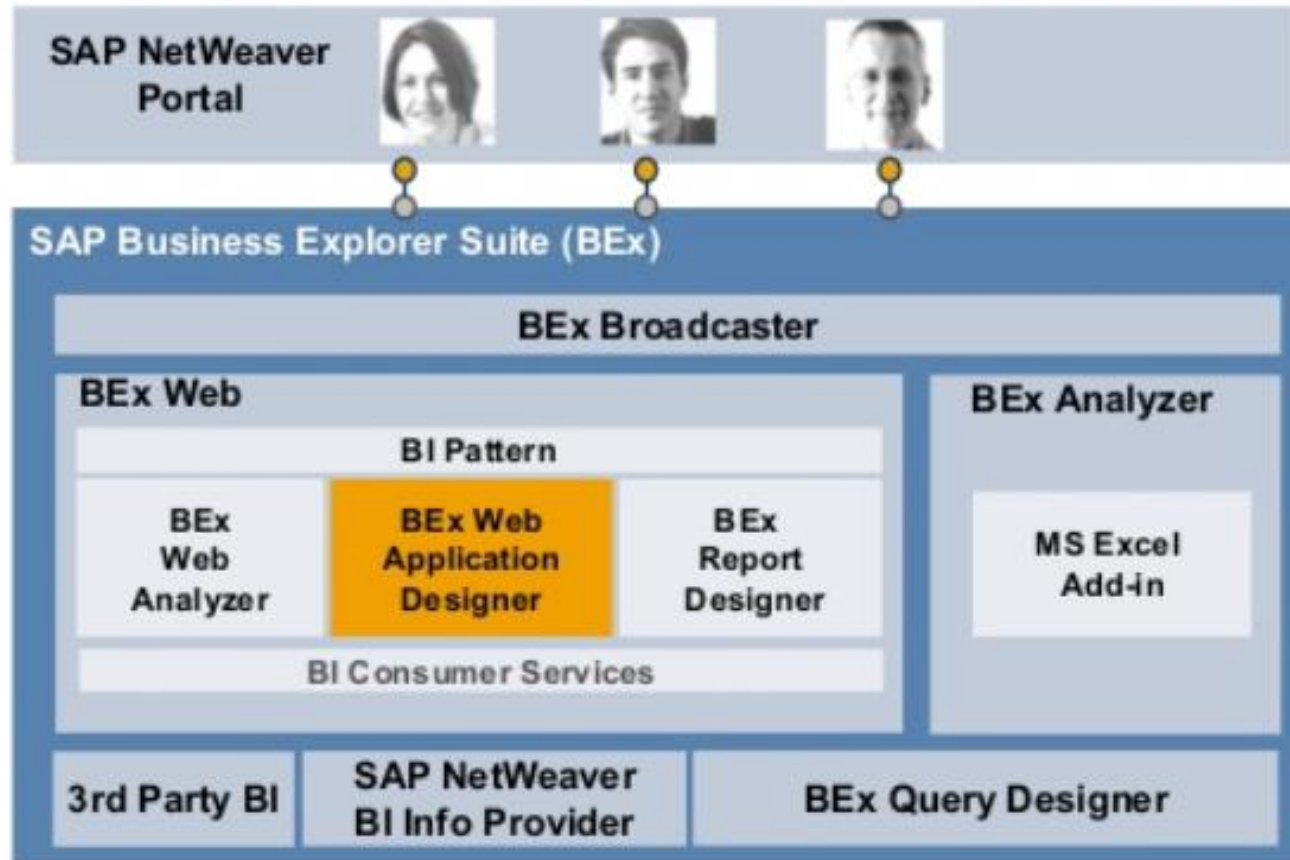 SAP NetWeaver
Portal
SAP Business Explorer Suite (BEx)
BEx Broadcaster
BEx Web
BI Pattern
BEx
Web
Analyzer
BEx Web
Application
Designer
BEx
Report
Designer
BI Consumer Services
BEx Analyzer
MS Excel
Add-in
3rd Party BI
SAP NetWeaver
BI Info Provider
BEx Query Designer